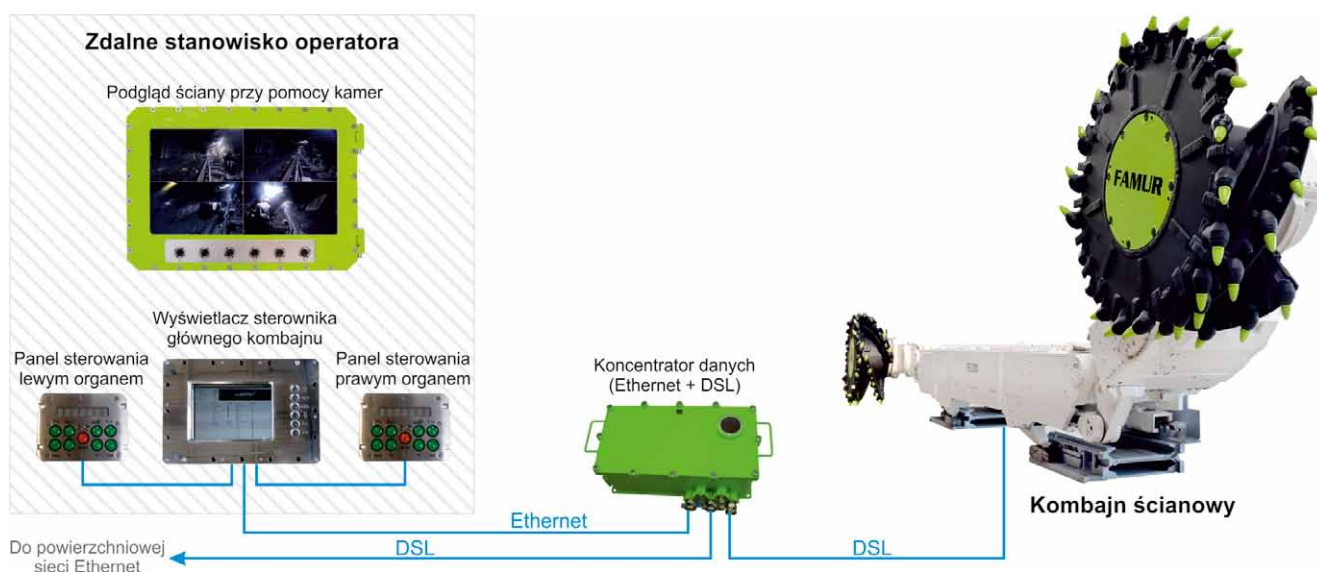 Zdalne stanowisko operatora
Podgląd ściany przy pomocy kamer
Wyświetlacz sterownika
głównego kombajnu
Panel sterowania
lewym organem
Panel sterowania
prawym organem
Koncentrator danych
(Ethernet + DSL)
FAMUR
Kombajn ścianowy
Ethernet
DSL
DSL
Do powierzchniowej
sieci Ethernet